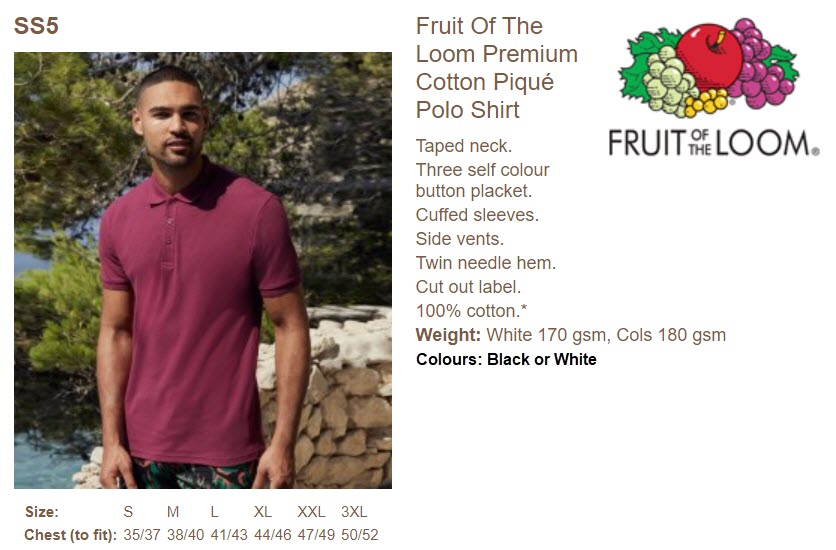 SS5
Fruit Of The
Loom Premium
Cotton Piqué
Polo Shirt
FRUIT OF THE LOOM®
Taped neck.
Three self colour
button placket.
Cuffed sleeves.
Side vents.
Twin needle hem.
Cut out label.
100% cotton.*
Weight: White 170 gsm, Cols 180 gsm
Colours: Black or White
Size: S M L XL XXL 3XL
Chest (to fit): 35/37 38/40 41/43 44/46 47/49 50/52